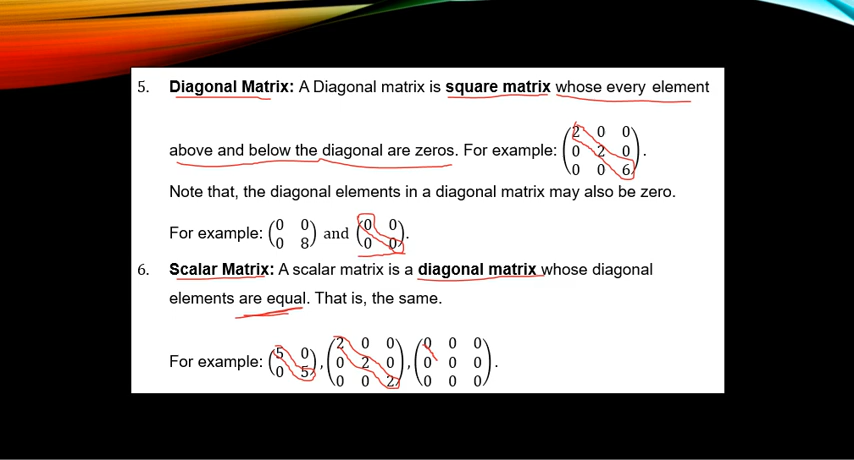 5. Diagonal Matrix: A Diagonal matrix is square matrix whose every element
above and below the diagonal are zeros. For example: (2 0 0
0 2 0
0 0 6).
Note that, the diagonal elements in a diagonal matrix may also be zero.
For example: (0 0
0 8) and (0 0
0 0).
6. Scalar Matrix: A scalar matrix is a diagonal matrix whose diagonal
elements are equal. That is, the same.
For example: (5 0
0 5), (2 0 0
0 2 0
0 0 2), (0 0 0
0 0 0
0 0 0).